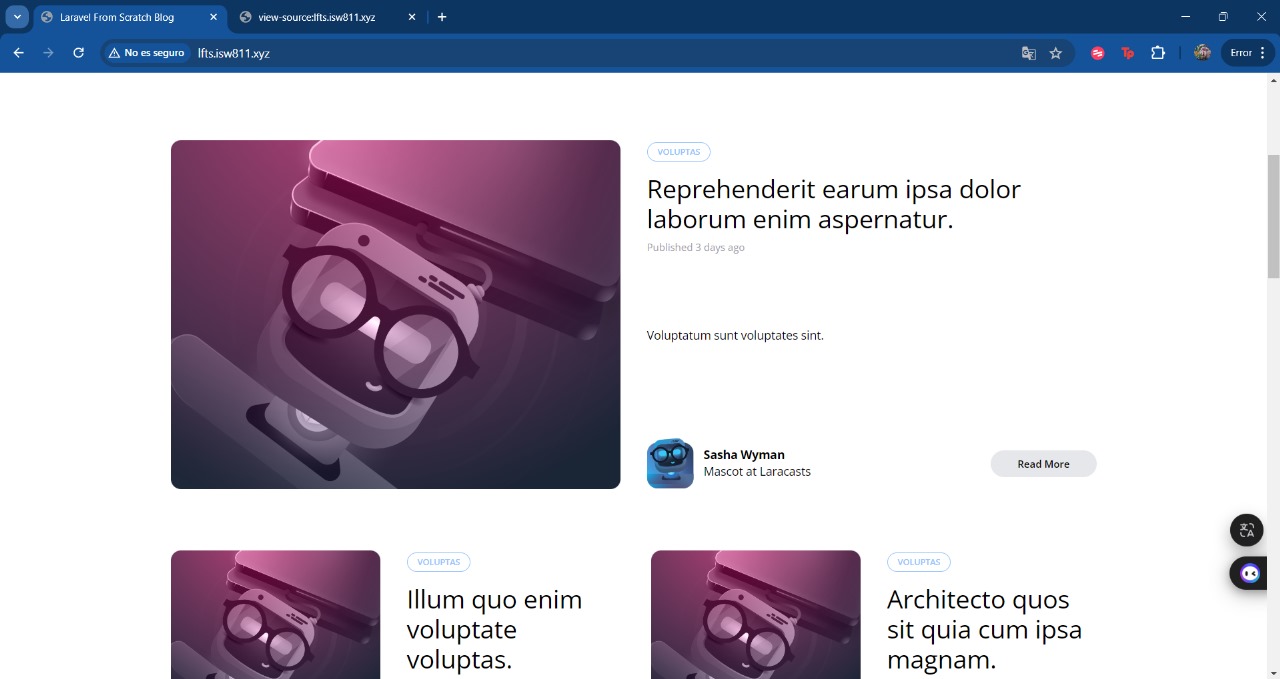 Laravel From Scratch Blog
view-source:lfts.isw811.xyz
No es seguro
lfts.isw811.xyz
Tp
Error
VOLUPTAS
Reprehenderit earum ipsa dolor
laborum enim aspernatur.
Published 3 days ago
Voluptatum sunt voluptates sint.
Sasha Wyman
Mascot at Laracasts
Read More
VOLUPTAS
Illum quo enim
voluptate
voluptas.
VOLUPTAS
Architecto quos
sit quia cum ipsa
magnam.